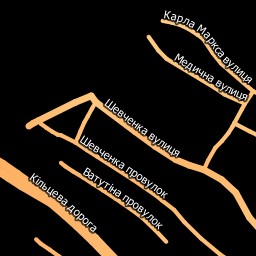 Карла Маркса вулиця
Медична вулиця
Шевченка вулиця
Шевченка провулок
Ватутіна провулок
Кільцева дорога